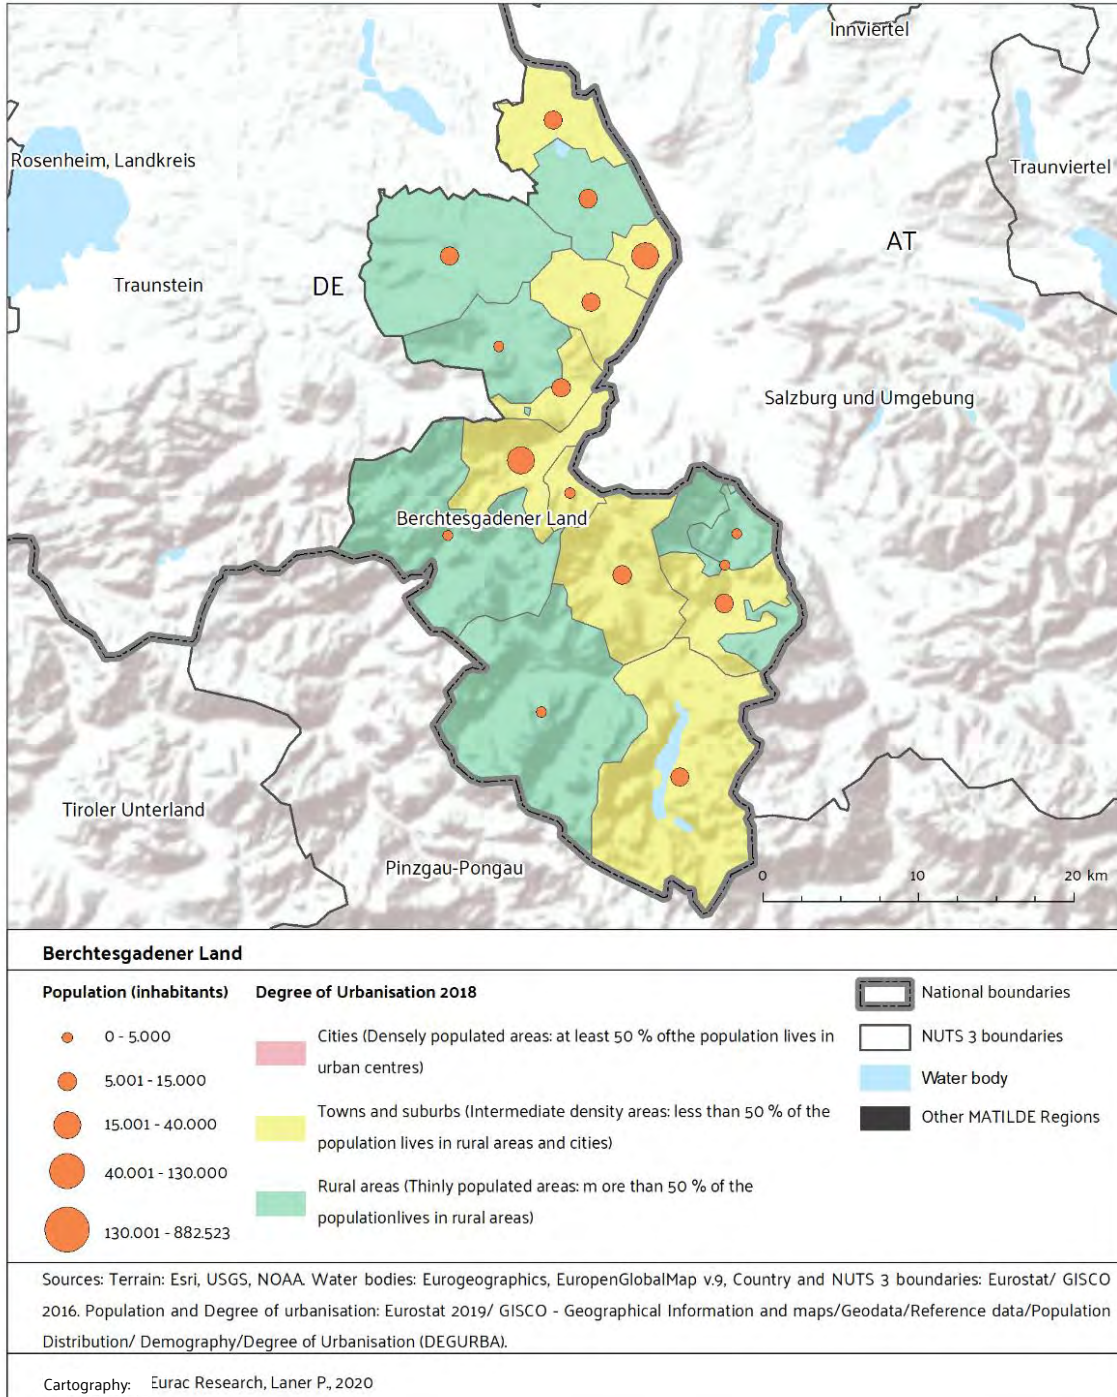 Innviertel
Rosenheim, Landkreis
Traunviertel
AT
Traunstein
DE
Salzburg und Umgebung
Berchtesgadener Land
Tiroler Unterland
Pinzgau-Pongau
0 10 20 km
Berchtesgadener Land
Population (inhabitants)
0 - 5.000
5.001 - 15.000
15.001 - 40.000
40.001 - 130.000
130.001 - 882.523
Degree of Urbanisation 2018
Cities (Densely populated areas: at least 50 % ofthe population lives in
urban centres)
Towns and suburbs (Intermediate density areas: less than 50 % of the
population lives in rural areas and cities)
Rural areas (Thinly populated areas: m ore than 50 % of the
populationlives in rural areas)
National boundaries
NUTS 3 boundaries
Water body
Other MATILDE Regions
Sources: Terrain: Esri, USGS, NOAA. Water bodies: Eurogeographics, EuropenGlobalMap v.9, Country and NUTS 3 boundaries: Eurostat/ GISCO
2016. Population and Degree of urbanisation: Eurostat 2019/ GISCO - Geographical Information and maps/Geodata/Reference data/Population
Distribution/ Demography/Degree of Urbanisation (DEGURBA).
Cartography: Eurac Research, Laner P., 2020